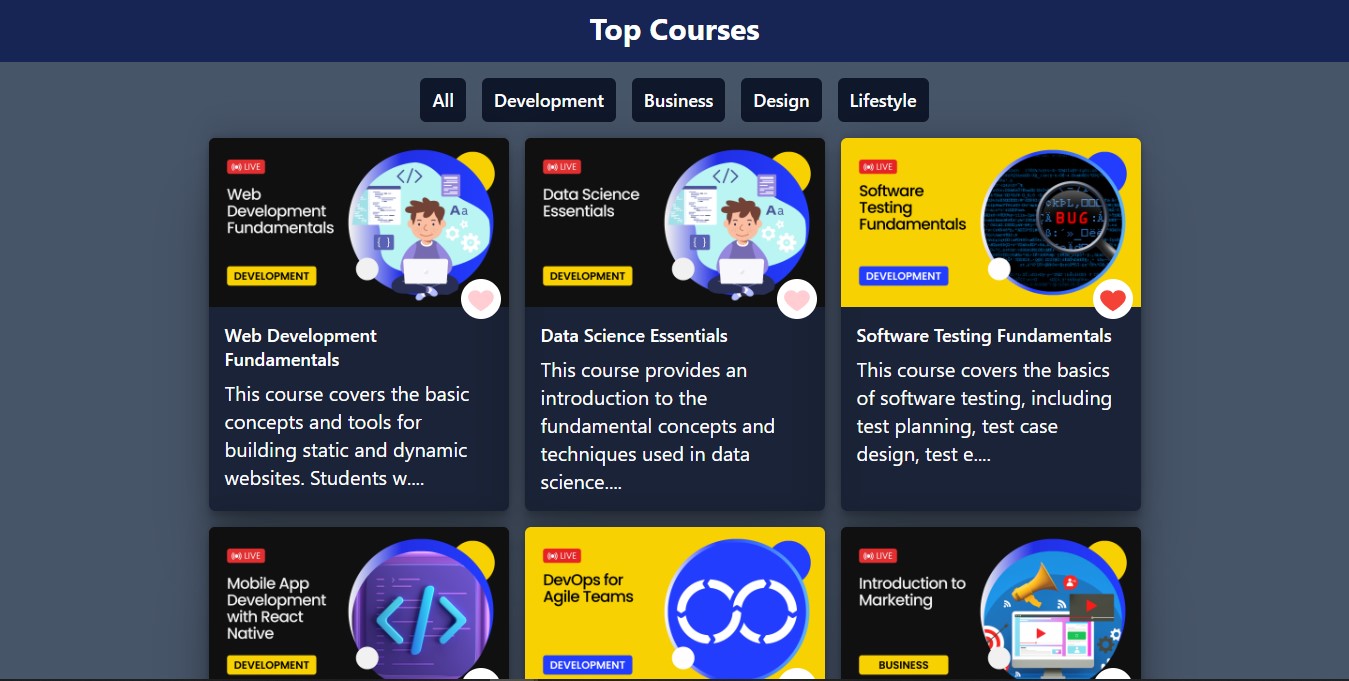 Top Courses
All
Development
Business
Design
Lifestyle
LIVE
Web
Development
Fundamentals
</>
Aa
{ }
DEVELOPMENT
LIVE
Data Science
Essentials
</>
Aa
{ }
DEVELOPMENT
LIVE
Software
Testing
Fundamentals
BUG
DEVELOPMENT
Web Development
Fundamentals
This course covers the basic
concepts and tools for
building static and dynamic
websites. Students w....
Data Science Essentials
This course provides an
introduction to the
fundamental concepts and
techniques used in data
science....
Software Testing Fundamentals
This course covers the basics
of software testing, including
test planning, test case
design, test e....
LIVE
Mobile App
Development
with React
Native
</>
DEVELOPMENT
LIVE
DevOps for
Agile Teams
DEVELOPMENT
LIVE
Introduction to
Marketing
BUSINESS